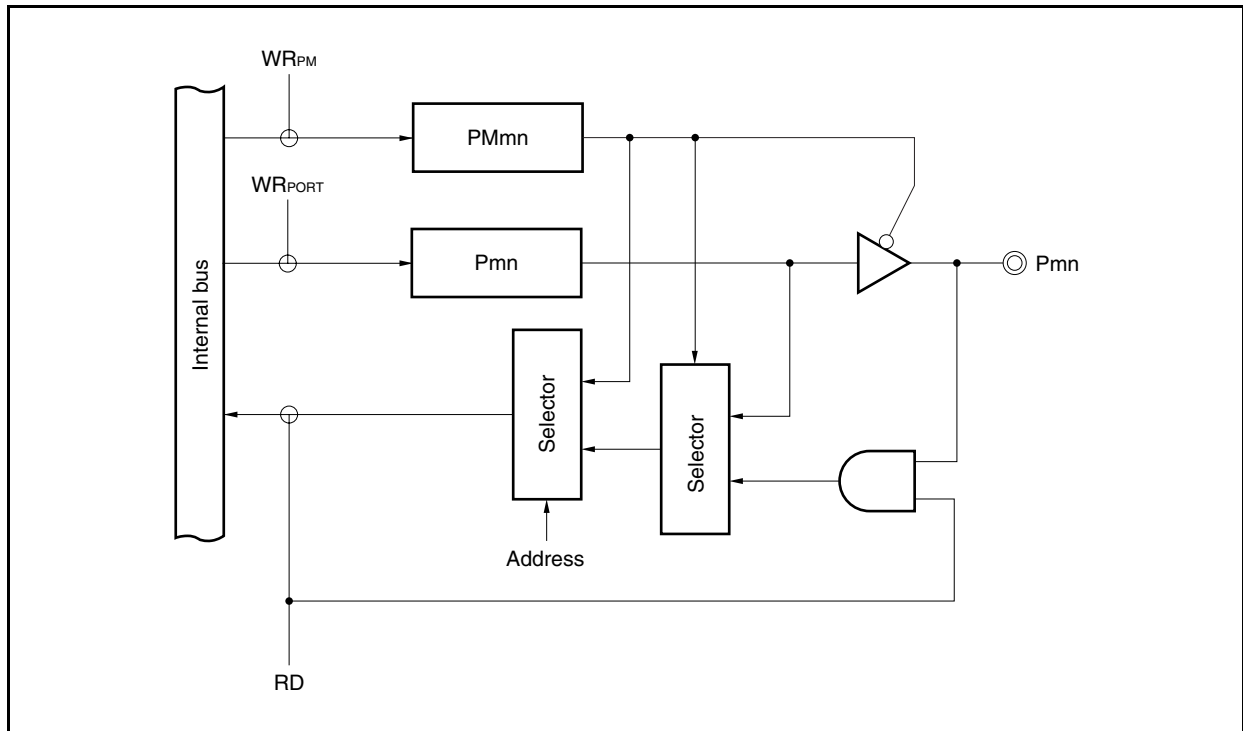 WRPM
PMmn
WRPORT
Pmn
Pmn
Internal bus
Selector
Selector
Address
RD